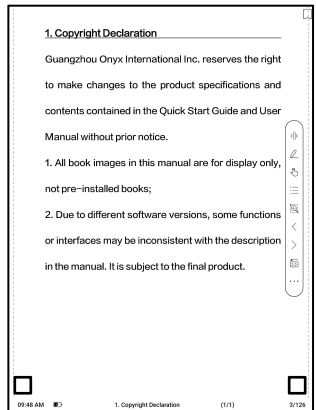 1. Copyright Declaration
Guangzhou Onyx International Inc. reserves the right
to make changes to the product specifications and
contents contained in the Quick Start Guide and User
Manual without prior notice.
1. All book images in this manual are for display only,
not pre-installed books;
2. Due to different software versions, some functions
or interfaces may be inconsistent with the description
in the manual. It is subject to the final product.
09:48 AM 1. Copyright Declaration (1/1) 3/126